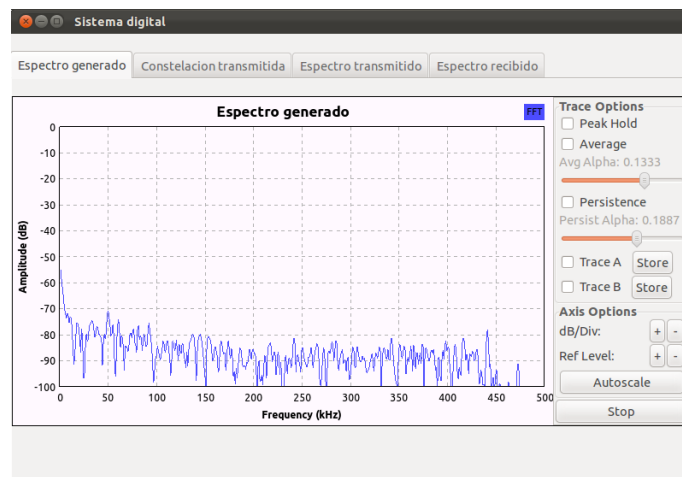 Sistema digital
Espectro generado
Constelacion transmitida
Espectro transmitido
Espectro recibido
Espectro generado
FFT
Amplitude (dB)
0
-10
-20
-30
-40
-50
-60
-70
-80
-90
-100
0 50 100 150 200 250 300 350 400 450 500
Frequency (kHz)
Trace Options
Peak Hold
Average
Avg Alpha: 0.1333
Persistence
Persist Alpha: 0.1887
Trace A Store
Trace B Store
Axis Options
dB/Div: + -
Ref Level: + -
Autoscale
Stop